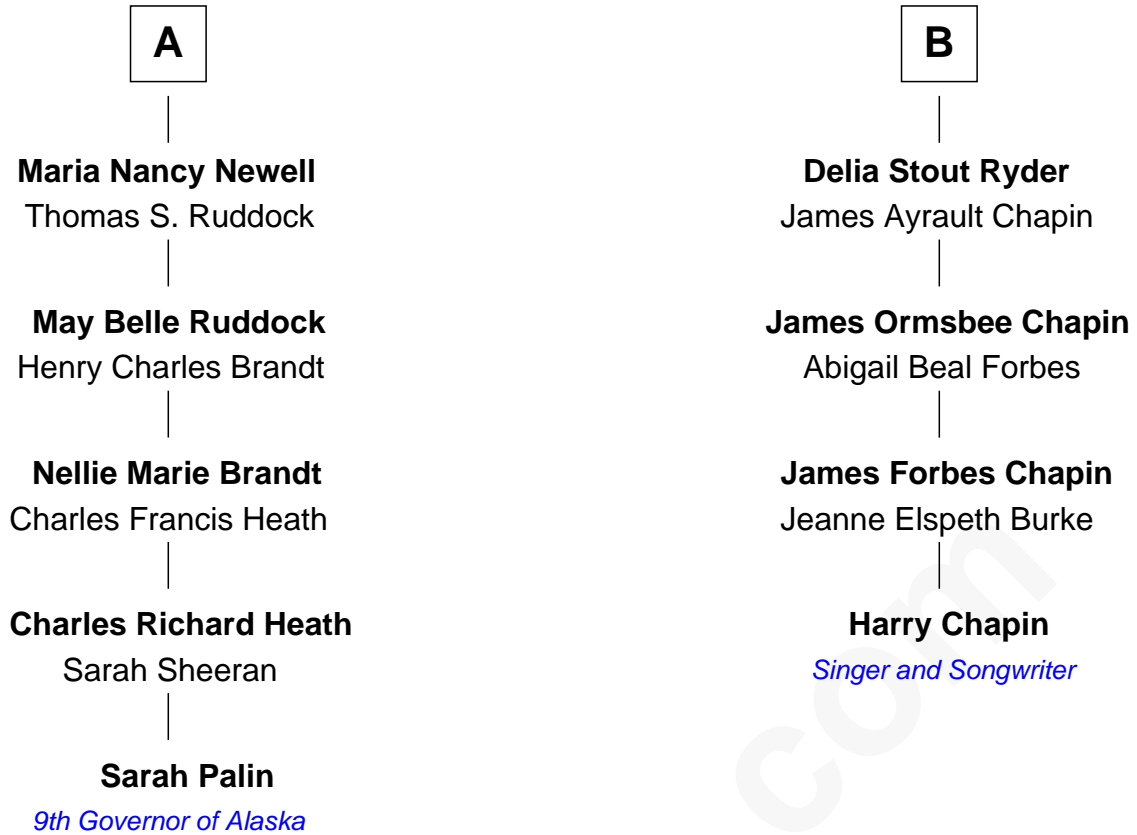 A
Maria Nancy Newell
Thomas S. Ruddock
May Belle Ruddock
Henry Charles Brandt
Nellie Marie Brandt
Charles Francis Heath
Charles Richard Heath
Sarah Sheeran
Sarah Palin
9th Governor of Alaska
B
Delia Stout Ryder
James Ayrault Chapin
James Ormsbee Chapin
Abigail Beal Forbes
James Forbes Chapin
Jeanne Elspeth Burke
Harry Chapin
Singer and Songwriter
com